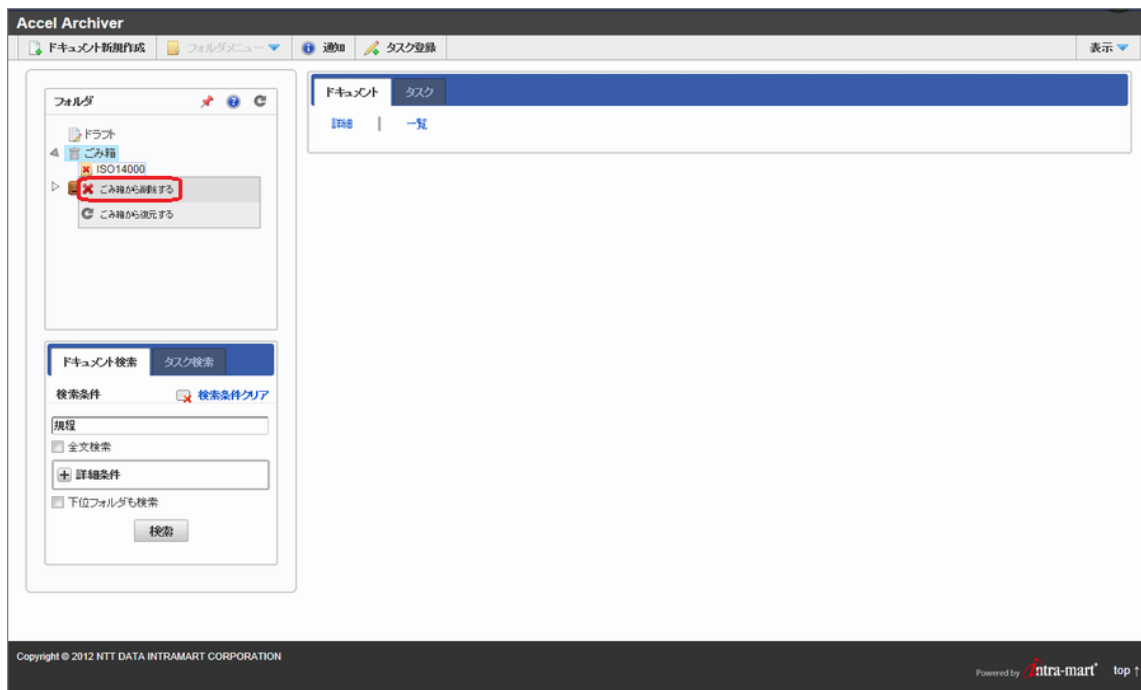 Accel Archiver
ドキュメント新規作成 フォルダメニュー 通知 タスク登録 表示
フォルダ
ドラフト
ごみ箱
ISO14000
ごみ箱から削除する
ごみ箱から復元する
ドキュメント タスク
詳細 | 一覧
ドキュメント検索 タスク検索
検索条件 検索条件クリア
規程
全文検索
詳細条件
下位フォルダも検索
検索
Copyright © 2012 NTT DATA INTRAMART CORPORATION
Powered by intra-mart® top ↑